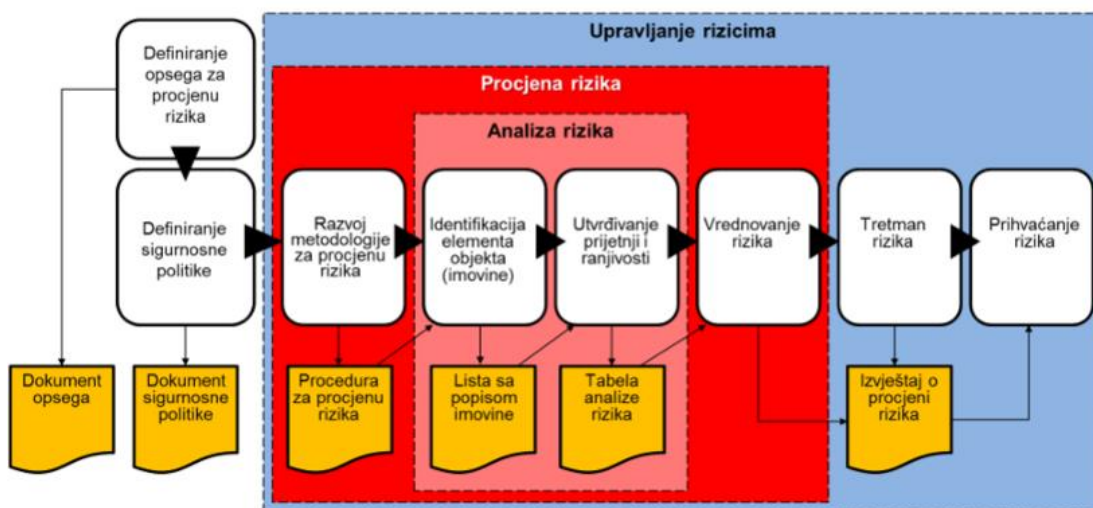 Upravljanje rizicima
Procjena rizika
Analiza rizika
Definiranje
opsega za
procjenu
rizika
Definiranje
sigurnosne
politike
Razvoj
metodologije
za procjenu
rizika
Identifikacija
elementa
objekta
(imovine)
Utvrđivanje
prijetnji i
ranjivosti
Vrednovanje
rizika
Tretman
rizika
Prihvaćanje
rizika
Dokument
opsega
Dokument
sigurnosne
politike
Procedura
za procjenu
rizika
Lista sa
popisom
imovine
Tabela
analize
rizika
Izvještaj o
procjeni
rizika